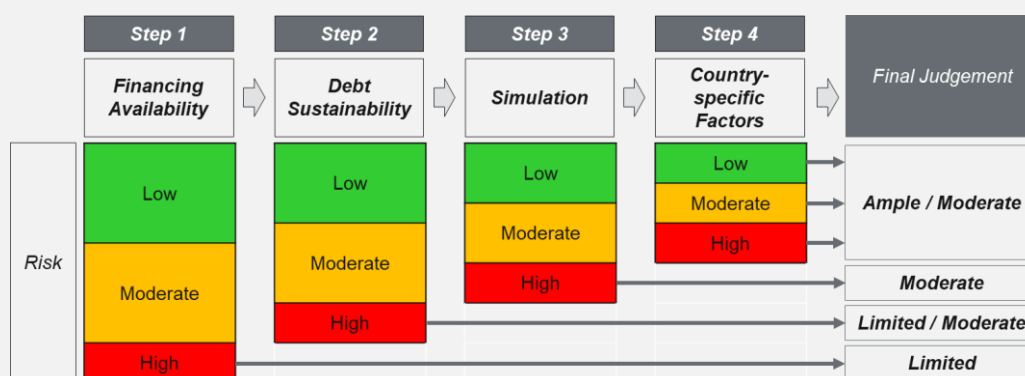 Step 1
Step 2
Step 3
Step 4
Financing
Availability
Debt
Sustainability
Simulation
Country-
specific
Factors
Final Judgement
Risk
Low
Moderate
High
Low
Moderate
High
Low
Moderate
High
Low
Moderate
High
Ample / Moderate
Moderate
Limited / Moderate
Limited